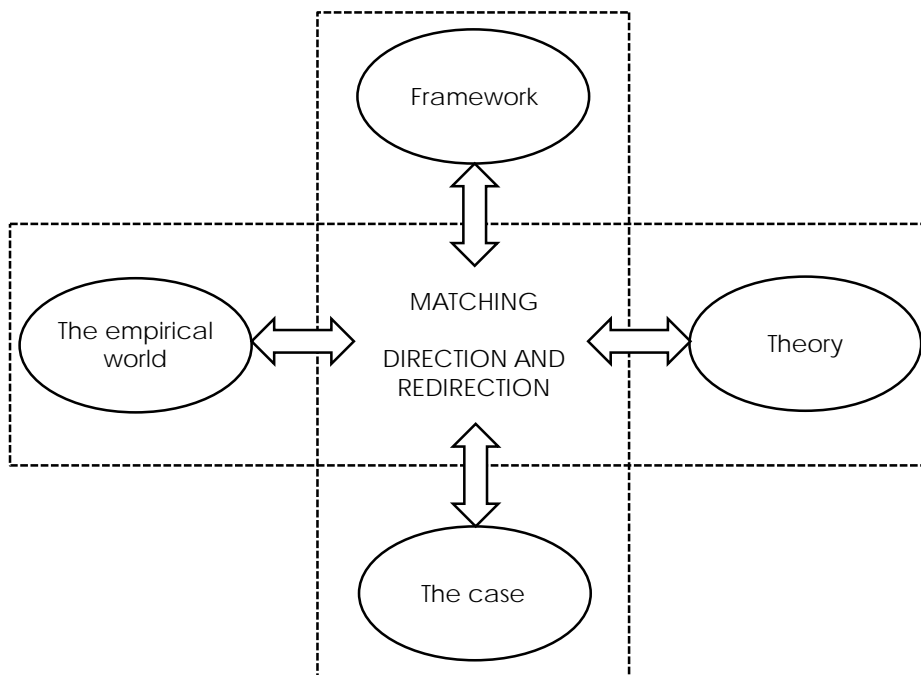 Framework
MATCHING
The empirical
world
DIRECTION AND
REDIRECTION
Theory
The case